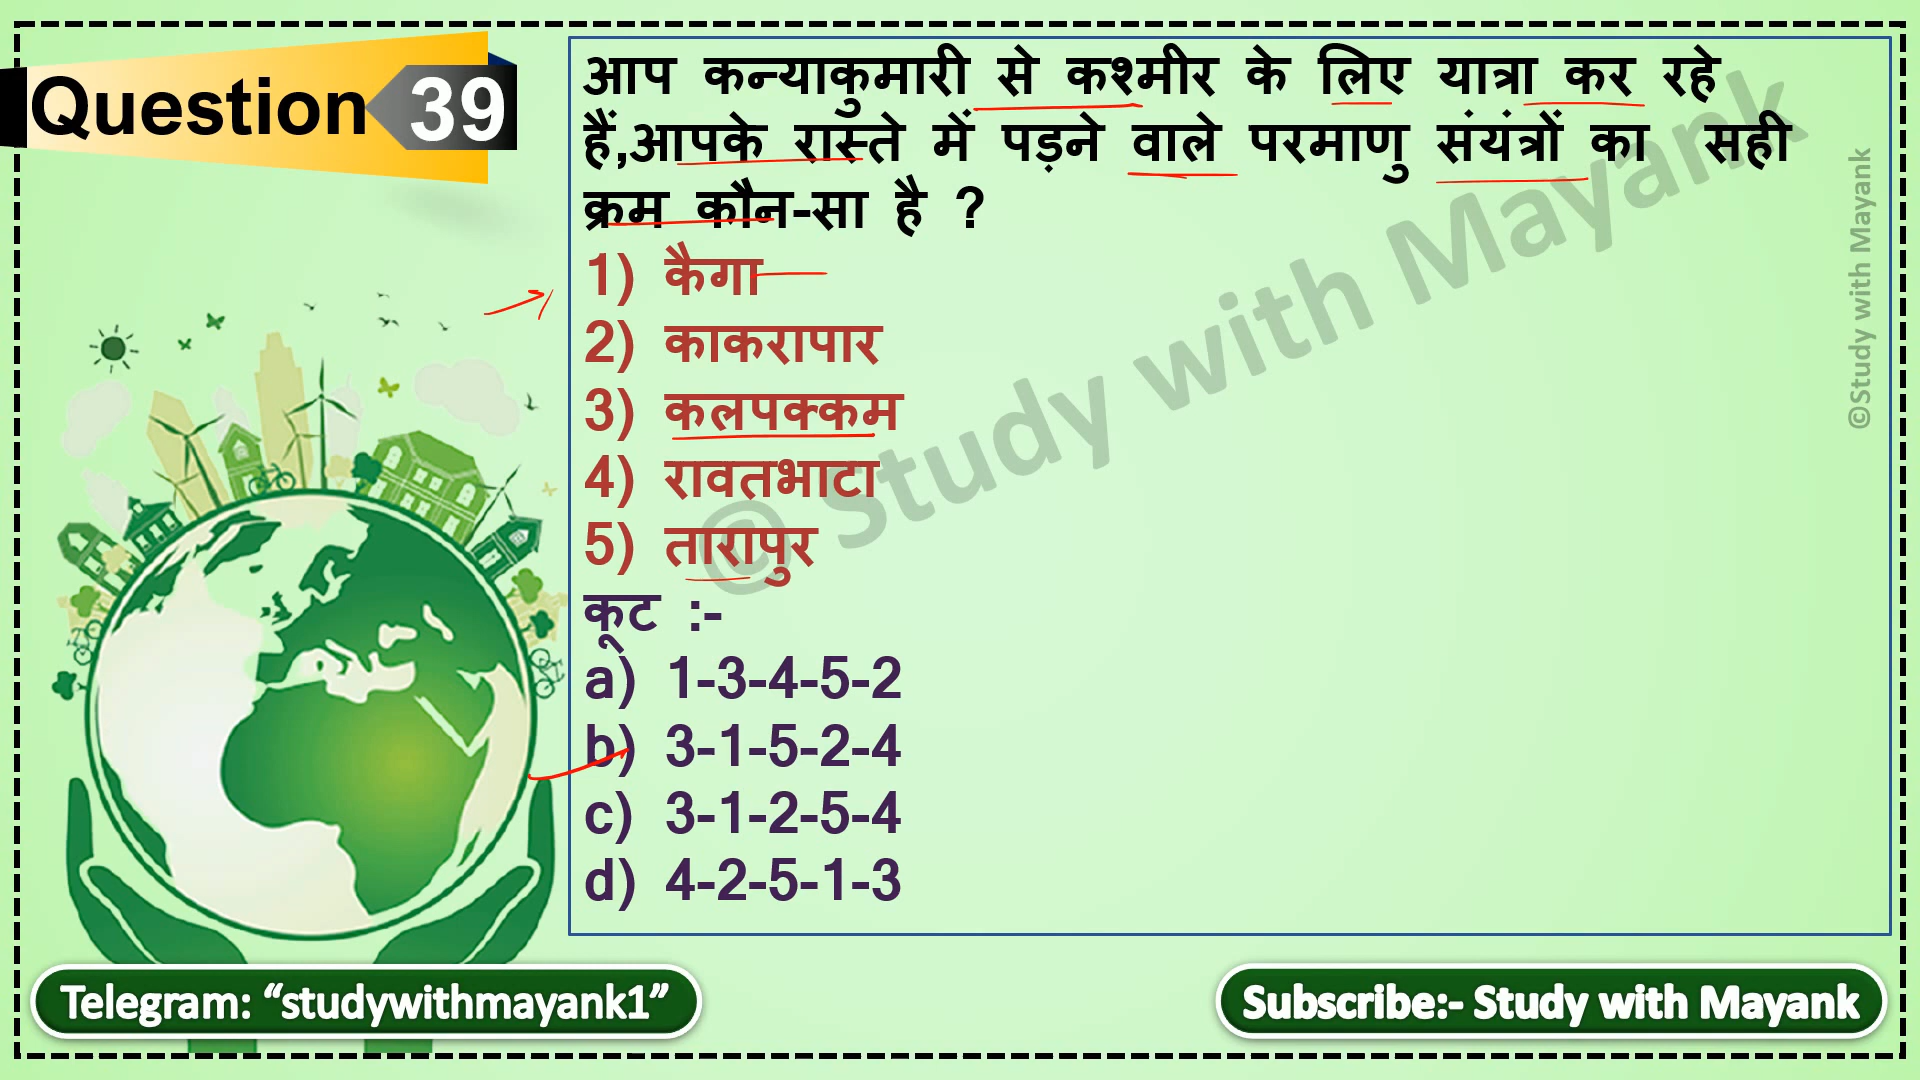 Question 39
आप कन्याकुमारी से कश्मीर के लिए यात्रा कर रहे
हैं,आपके रास्ते में पड़ने वाले परमाणु संयंत्रों का सही
क्रम कौन-सा है ?
1) कैगा
2) काकरापार
3) कलपक्कम
4) रावतभाटा
5) तारापुर
कूट :-
a) 1-3-4-5-2
b) 3-1-5-2-4
c) 3-1-2-5-4
d) 4-2-5-1-3
© Study with Mayank
©Study with Mayank
Telegram: “studywithmayank1”
Subscribe:- Study with Mayank